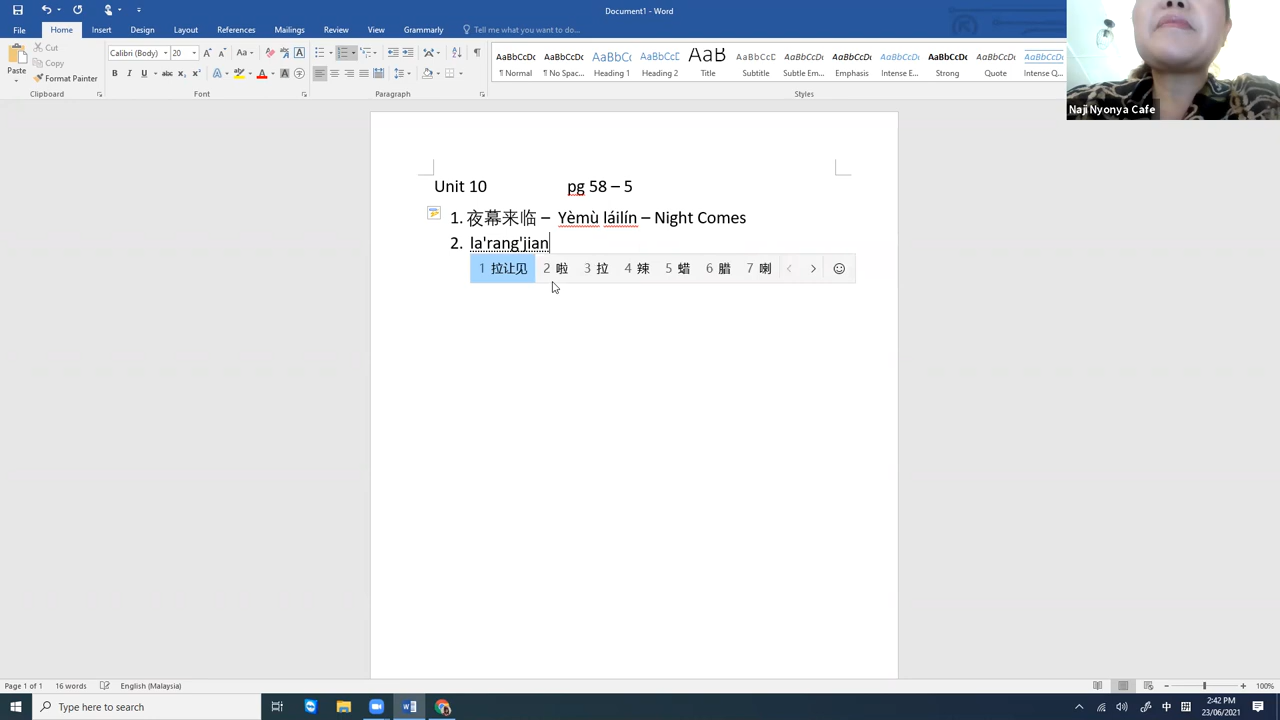 Document1 - Word
File Home Insert Design Layout References Mailings Review View Grammarly Tell me what you want to do...
Paste
Cut
Copy
Format Painter
Calibri (Body) 20
AaBbCcDc AaBbCcDc AaBbCc AaBbCcD AaB AaBbCcD AaBbCcDc AaBbCcDc AaBbCcDc AaBbCcDc AaBbCcDc AaBbCcDc
¶ Normal ¶ No Spac... Heading 1 Heading 2 Title Subtitle Subtle Em... Emphasis Intense E... Strong Quote Intense Q...
Clipboard Font Paragraph Styles
Naji Nyonya Cafe
Unit 10 pg 58 – 5
1. 夜幕来临 – Yèmù láilín – Night Comes
2. la'rang'jian
1 拉让见 2 啦 3 拉 4 辣 5 蜡 6 腊 7 喇
Page 1 of 1 16 words English (Malaysia) 100%
Type here to search
中
2:42 PM
23/06/2021